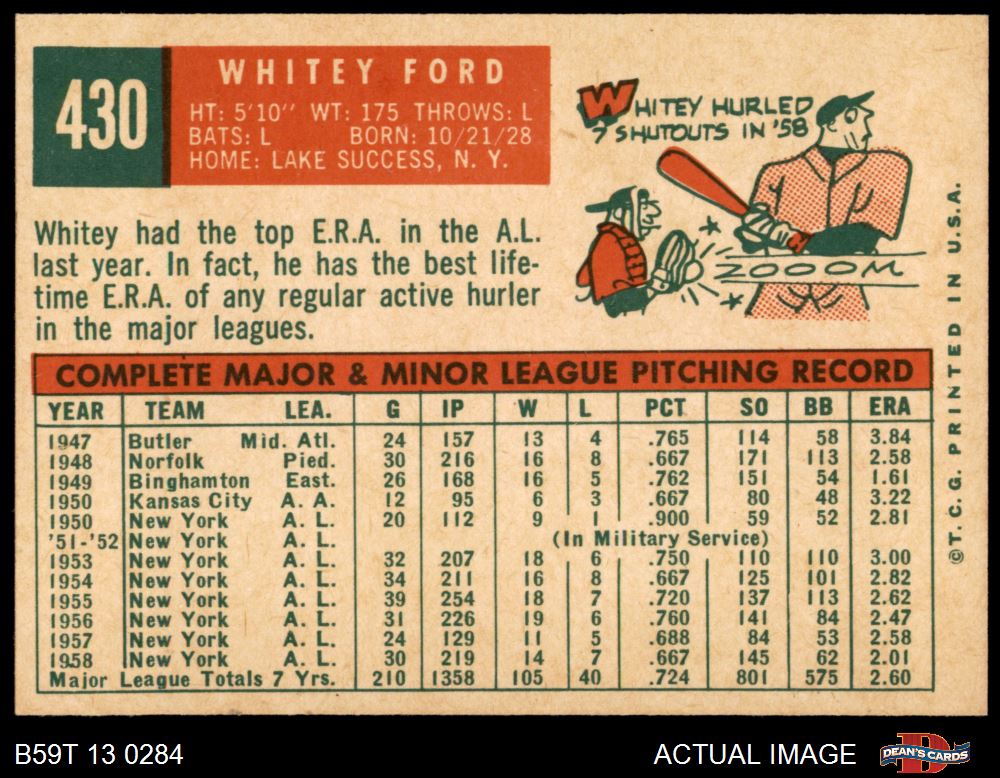 430
WHITEY FORD
HT: 5'10" WT: 175 THROWS: L
BATS: L BORN: 10/21/28
HOME: LAKE SUCCESS, N. Y.
WHITEY HURLED
7 SHUTOUTS IN '58
ZOOOM
Whitey had the top E.R.A. in the A.L.
last year. In fact, he has the best life-
time E.R.A. of any regular active hurler
in the major leagues.
COMPLETE MAJOR & MINOR LEAGUE PITCHING RECORD
YEAR TEAM LEA. G IP W L PCT SO BB ERA
1947 Butler Mid. Atl. 24 157 13 4 .765 114 58 3.84
1948 Norfolk Pied. 30 216 16 8 .667 171 113 2.58
1949 Binghamton East. 26 168 16 5 .762 151 54 1.61
1950 Kansas City A. A. 12 95 6 3 .667 80 48 3.22
1950 New York A. L. 20 112 9 1 .900 59 52 2.81
'51-'52 New York A. L. (In Military Service)
1953 New York A. L. 32 207 18 6 .750 110 110 3.00
1954 New York A. L. 34 211 16 8 .667 125 101 2.82
1955 New York A. L. 39 254 18 7 .720 137 113 2.62
1956 New York A. L. 31 226 19 6 .760 141 84 2.47
1957 New York A. L. 24 129 11 5 .688 84 53 2.58
1958 New York A. L. 30 219 14 7 .667 145 62 2.01
Major League Totals 7 Yrs. 210 1358 105 40 .724 801 575 2.60
©T.C.G. PRINTED IN U.S.A.
B59T 13 0284
ACTUAL IMAGE
D
DEAN'S CARDS